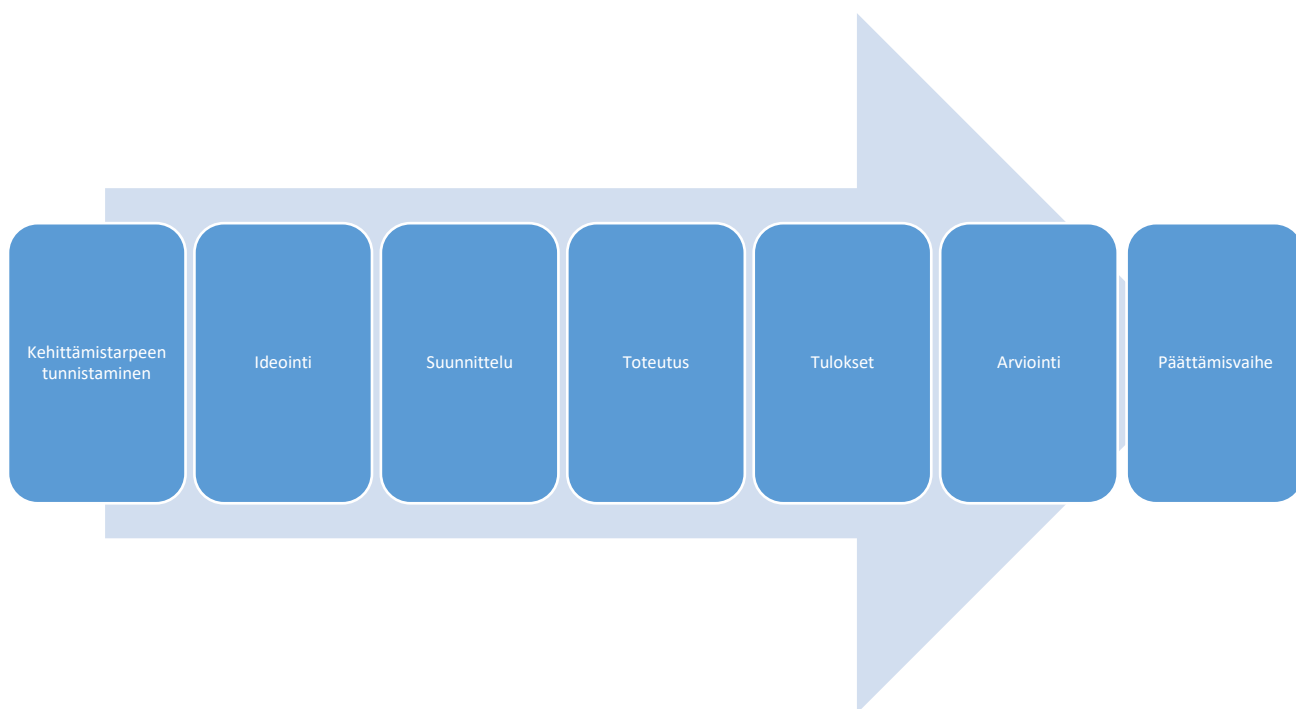 Kehittämistarpeen
tunnistaminen
Ideointi
Suunnittelu
Toteutus
Tulokset
Arviointi
Päättämisvaihe